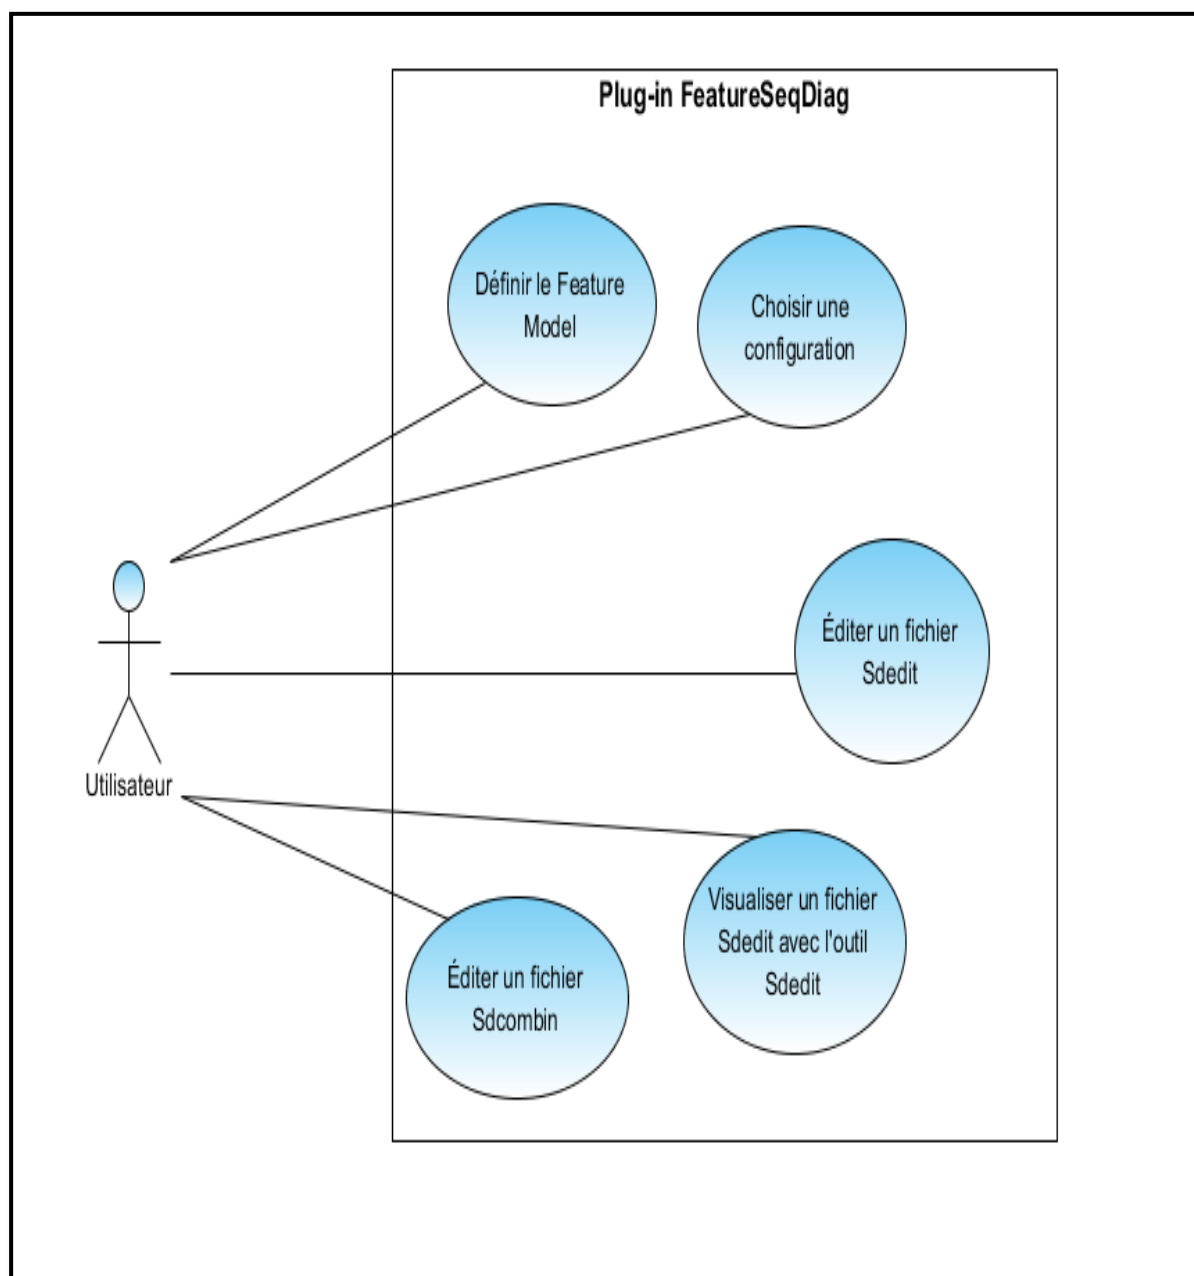 Plug-in FeatureSeqDiag
Définir le Feature
Model
Choisir une
configuration
Éditer un fichier
Sdedit
Utilisateur
Visualiser un fichier
Sdedit avec l'outil
Sdedit
Éditer un fichier
Sdcombin